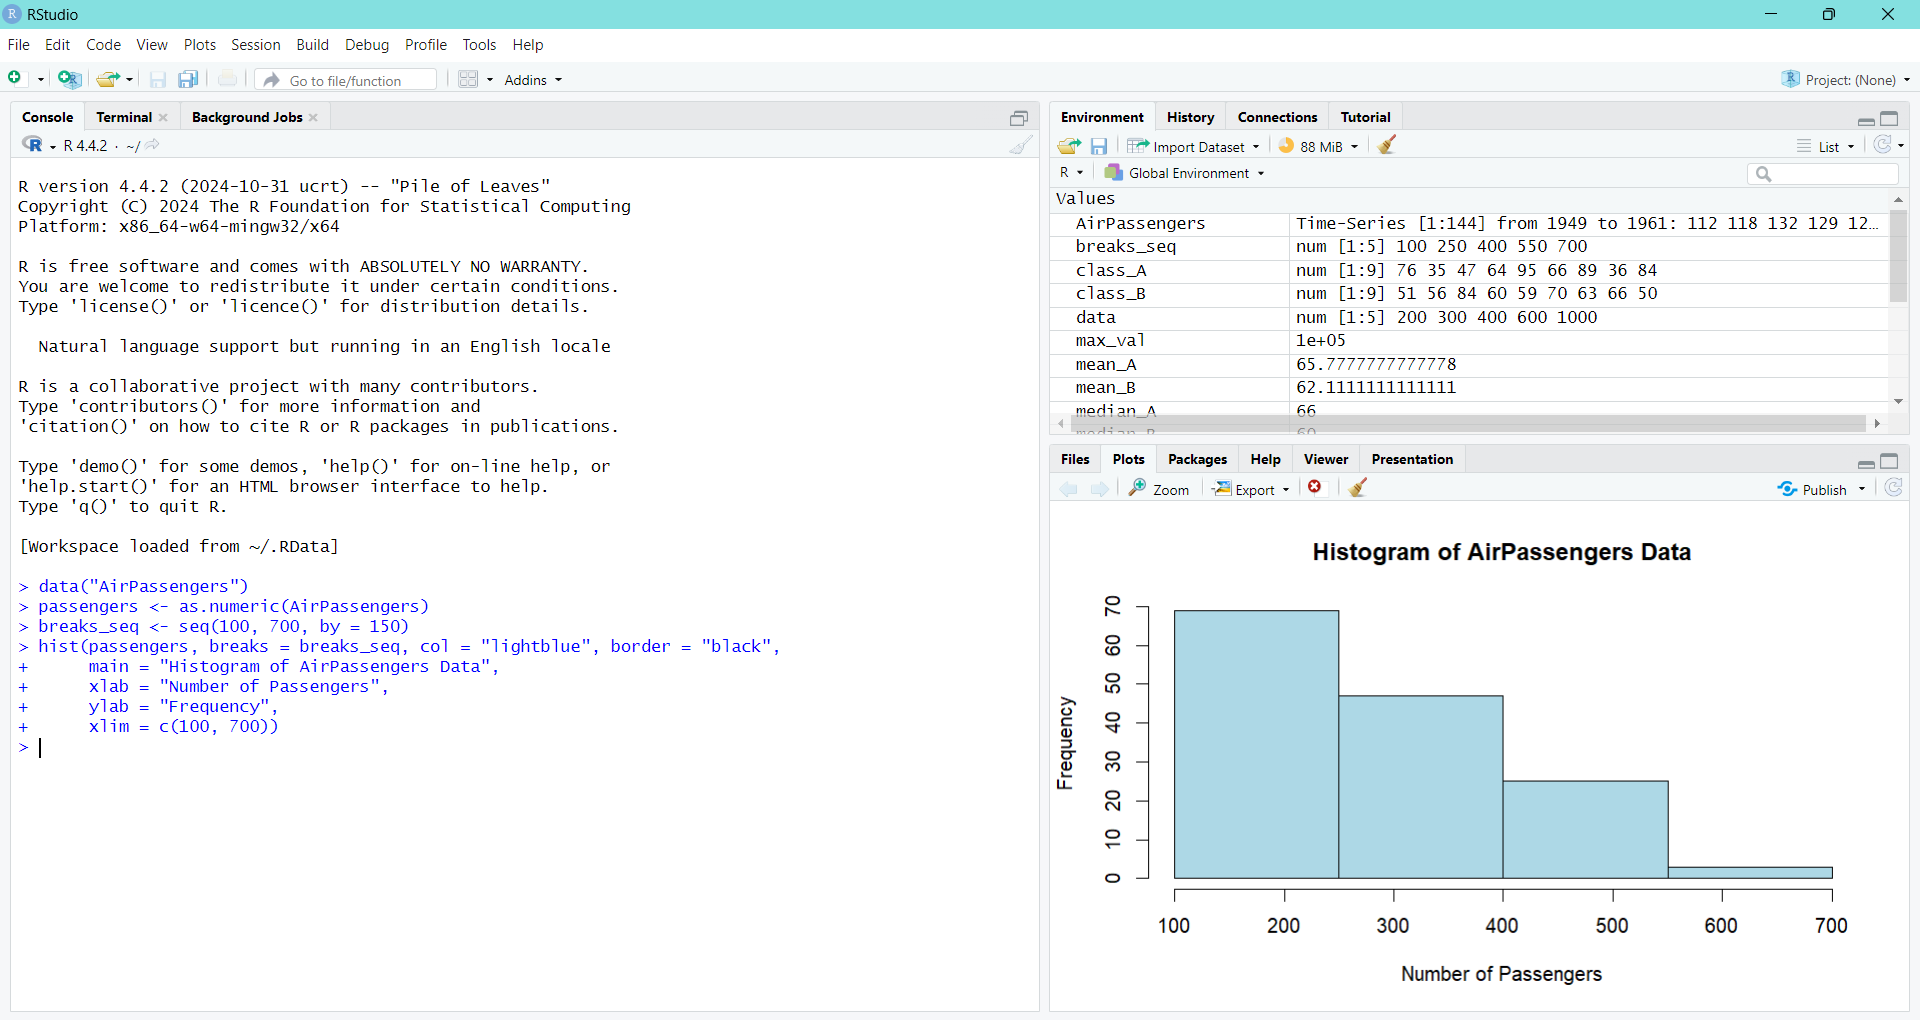 RStudio
File Edit Code View Plots Session Build Debug Profile Tools Help
Go to file/function Addins Project: (None)
Console Terminal Background Jobs
R 4.4.2 · ~/
R version 4.4.2 (2024-10-31 ucrt) -- "Pile of Leaves"
Copyright (C) 2024 The R Foundation for Statistical Computing
Platform: x86_64-w64-mingw32/x64
R is free software and comes with ABSOLUTELY NO WARRANTY.
You are welcome to redistribute it under certain conditions.
Type 'license()' or 'licence()' for distribution details.
Natural language support but running in an English locale
R is a collaborative project with many contributors.
Type 'contributors()' for more information and
'citation()' on how to cite R or R packages in publications.
Type 'demo()' for some demos, 'help()' for on-line help, or
'help.start()' for an HTML browser interface to help.
Type 'q()' to quit R.
[Workspace loaded from ~/.RData]
> data("AirPassengers")
> passengers <- as.numeric(AirPassengers)
> breaks_seq <- seq(100, 700, by = 150)
> hist(passengers, breaks = breaks_seq, col = "lightblue", border = "black",
+ main = "Histogram of AirPassengers Data",
+ xlab = "Number of Passengers",
+ ylab = "Frequency",
+ xlim = c(100, 700))
>
Environment History Connections Tutorial
Import Dataset 88 MiB List
R Global Environment
Values
AirPassengers Time-Series [1:144] from 1949 to 1961: 112 118 132 129 12…
breaks_seq num [1:5] 100 250 400 550 700
class_A num [1:9] 76 35 47 64 95 66 89 36 84
class_B num [1:9] 51 56 84 60 59 70 63 66 50
data num [1:5] 200 300 400 600 1000
max_val 1e+05
mean_A 65.7777777777778
mean_B 62.1111111111111
median_A 66
median_B 60
Files Plots Packages Help Viewer Presentation
Zoom Export Publish
Histogram of AirPassengers Data
Frequency
70
60
50
40
30
20
10
0
100 200 300 400 500 600 700
Number of Passengers